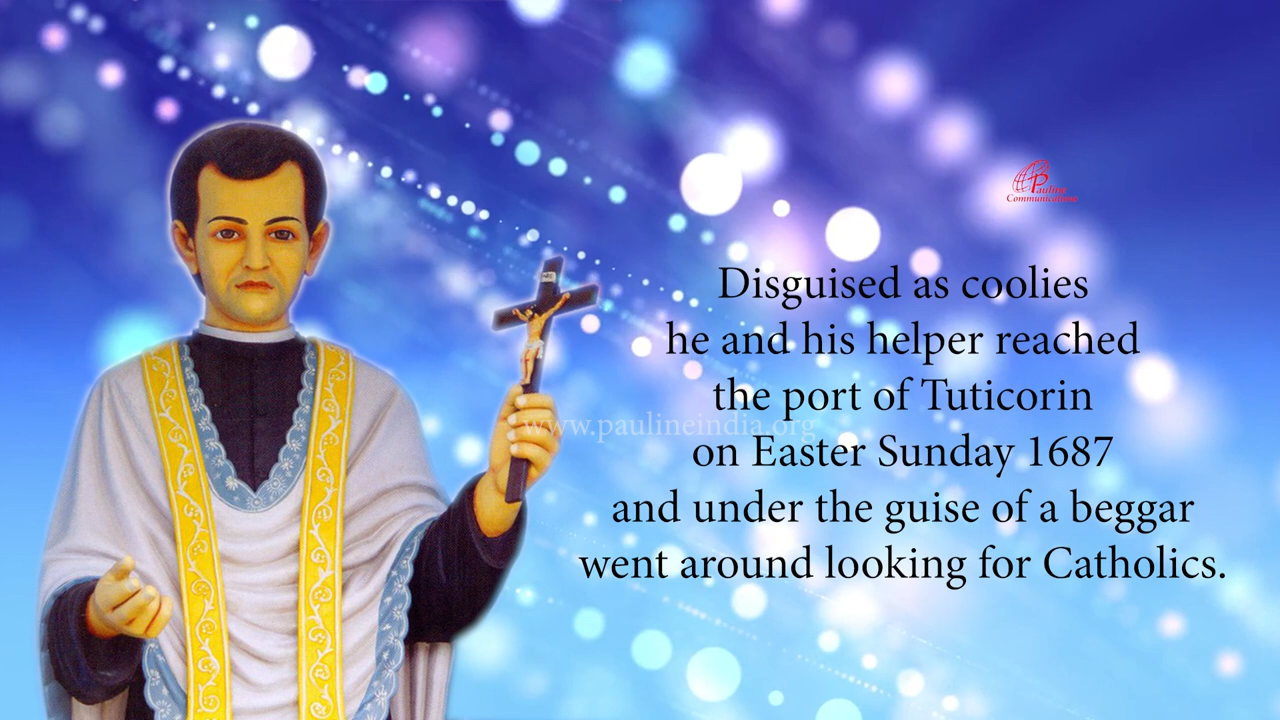 Pauline
Communications
Disguised as coolies
he and his helper reached
the port of Tuticorin
www.paulineindia.org
on Easter Sunday 1687
and under the guise of a beggar
went around looking for Catholics.